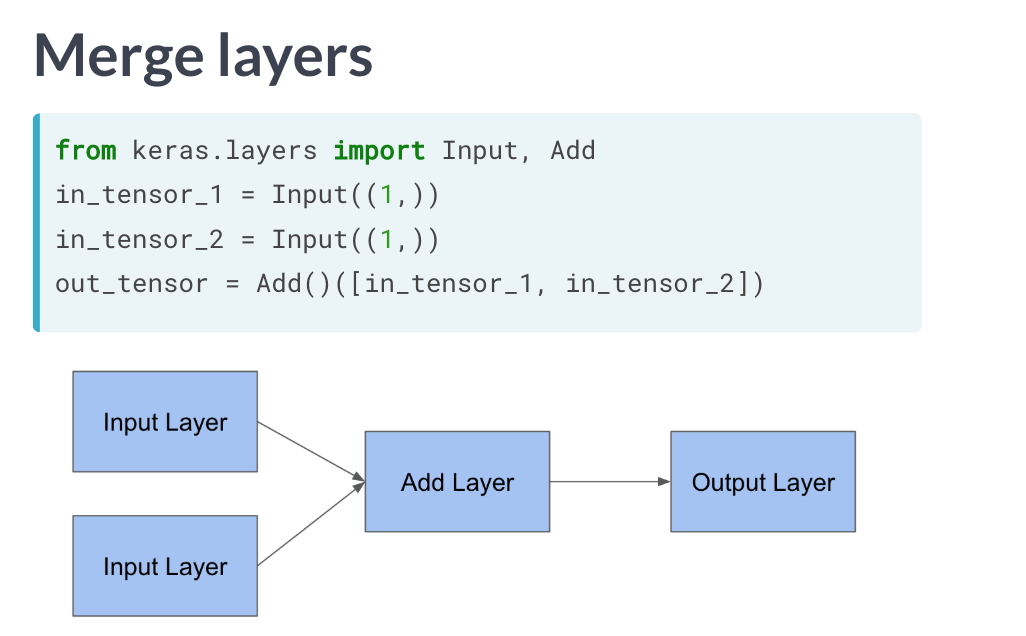 Merge layers
from keras.layers import Input, Add
in_tensor_1 = Input((1,))
in_tensor_2 = Input((1,))
out_tensor = Add()([in_tensor_1, in_tensor_2])
Input Layer
Add Layer
Output Layer
Input Layer